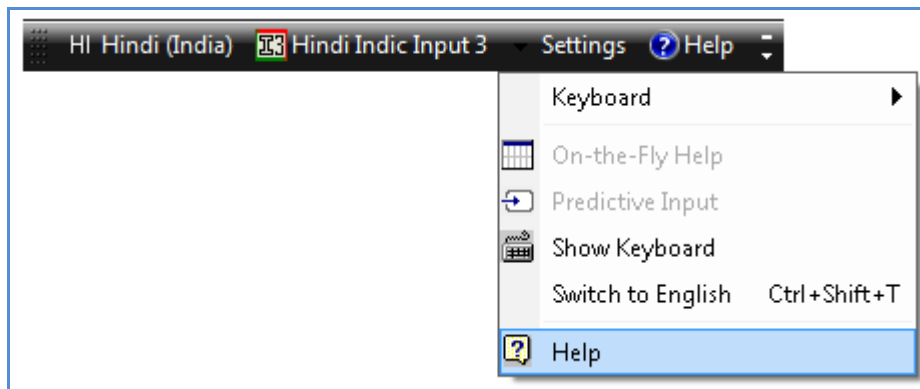 HI Hindi (India) I3 Hindi Indic Input 3 Settings ? Help
Keyboard
On-the-Fly Help
Predictive Input
Show Keyboard
Switch to English Ctrl+Shift+T
? Help